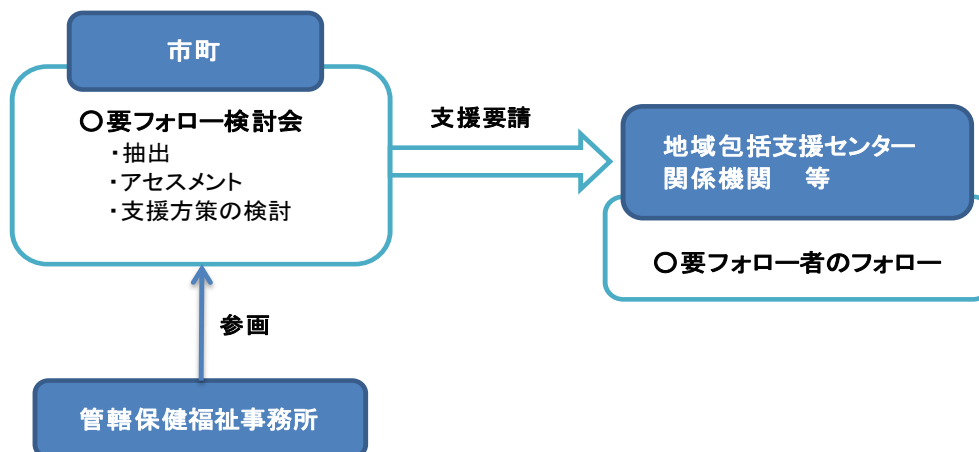 市町
〇要フォロー検討会
・抽出
・アセスメント
・支援方策の検討
支援要請
地域包括支援センター
関係機関　等
〇要フォロー者のフォロー
参画
管轄保健福祉事務所